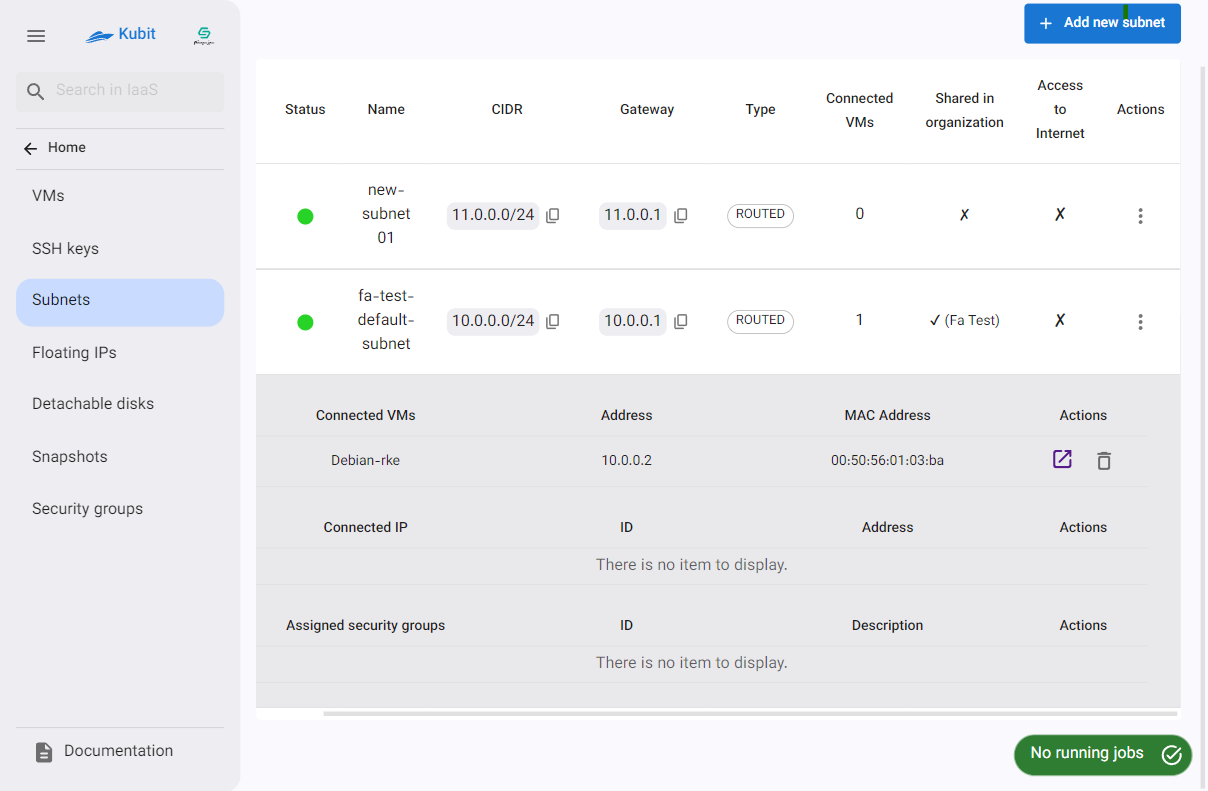 Kubit
Search in IaaS
Home
VMs
SSH keys
Subnets
Floating IPs
Detachable disks
Snapshots
Security groups
Documentation
Add new subnet
Status Name CIDR Gateway Type Connected VMs Shared in organization Access to Internet Actions
new-subnet 01 11.0.0.0/24 11.0.0.1 ROUTED 0 ✗ ✗
fa-test-default-subnet 10.0.0.0/24 10.0.0.1 ROUTED 1 ✓ (Fa Test) ✗
Connected VMs Address MAC Address Actions
Debian-rke 10.0.0.2 00:50:56:01:03:ba
Connected IP ID Address Actions
There is no item to display.
Assigned security groups ID Description Actions
There is no item to display.
No running jobs